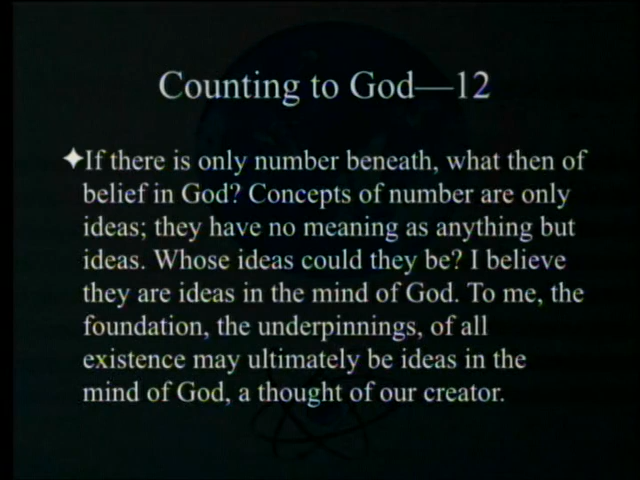 Counting to God—12
✦If there is only number beneath, what then of
belief in God? Concepts of number are only
ideas; they have no meaning as anything but
ideas. Whose ideas could they be? I believe
they are ideas in the mind of God. To me, the
foundation, the underpinnings, of all
existence may ultimately be ideas in the
mind of God, a thought of our creator.